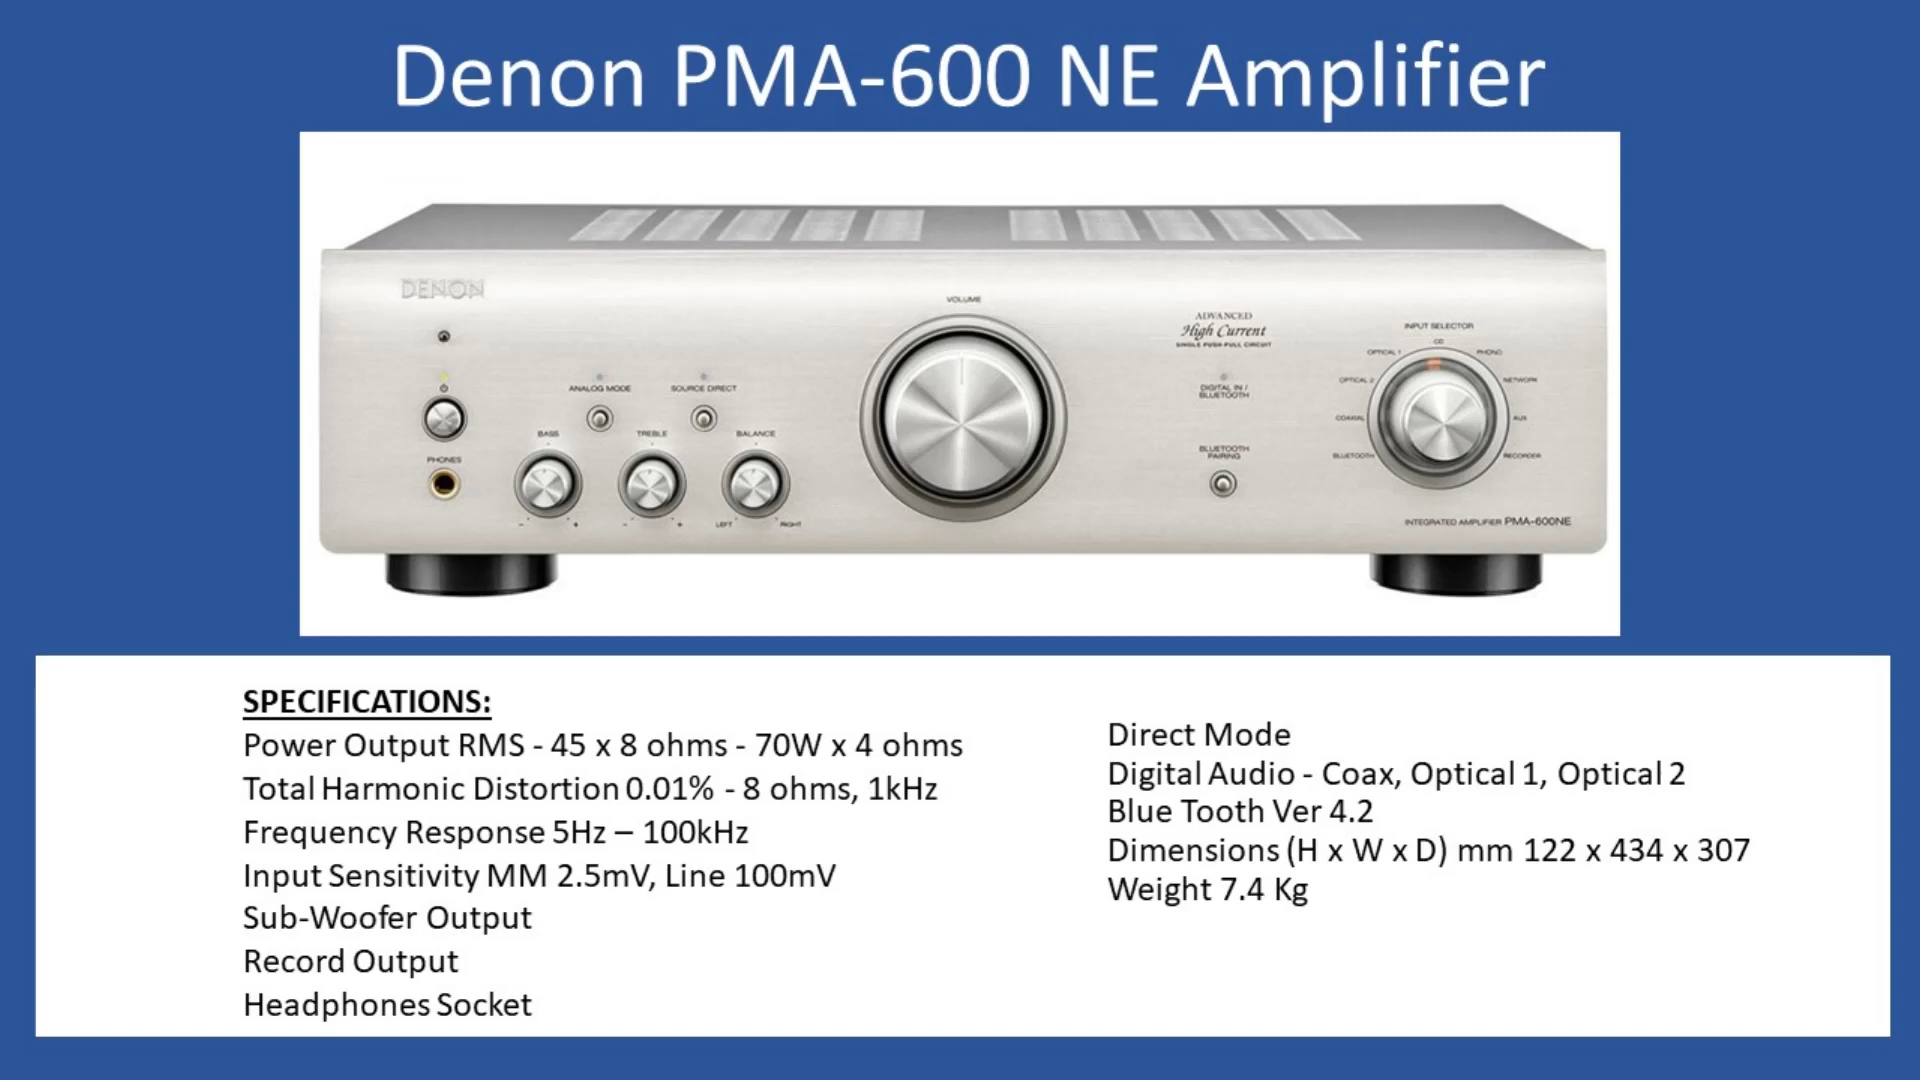 Denon PMA-600 NE Amplifier
DENON
VOLUME
ADVANCED
High Current
SINGLE PUSH-PULL CIRCUIT
INPUT SELECTOR
CD
OPTICAL 1
PHONO
OPTICAL 2
NETWORK
COAXIAL
AUX
BLUETOOTH
RECORDER
ANALOG MODE
SOURCE DIRECT
DIGITAL IN /
BLUETOOTH
BASS
TREBLE
BALANCE
BLUETOOTH
PAIRING
PHONES
- +
- +
LEFT RIGHT
INTEGRATED AMPLIFIER PMA-600NE
SPECIFICATIONS:
Power Output RMS - 45 x 8 ohms - 70W x 4 ohms
Total Harmonic Distortion 0.01% - 8 ohms, 1kHz
Frequency Response 5Hz – 100kHz
Input Sensitivity MM 2.5mV, Line 100mV
Sub-Woofer Output
Record Output
Headphones Socket
Direct Mode
Digital Audio - Coax, Optical 1, Optical 2
Blue Tooth Ver 4.2
Dimensions (H x W x D) mm 122 x 434 x 307
Weight 7.4 Kg